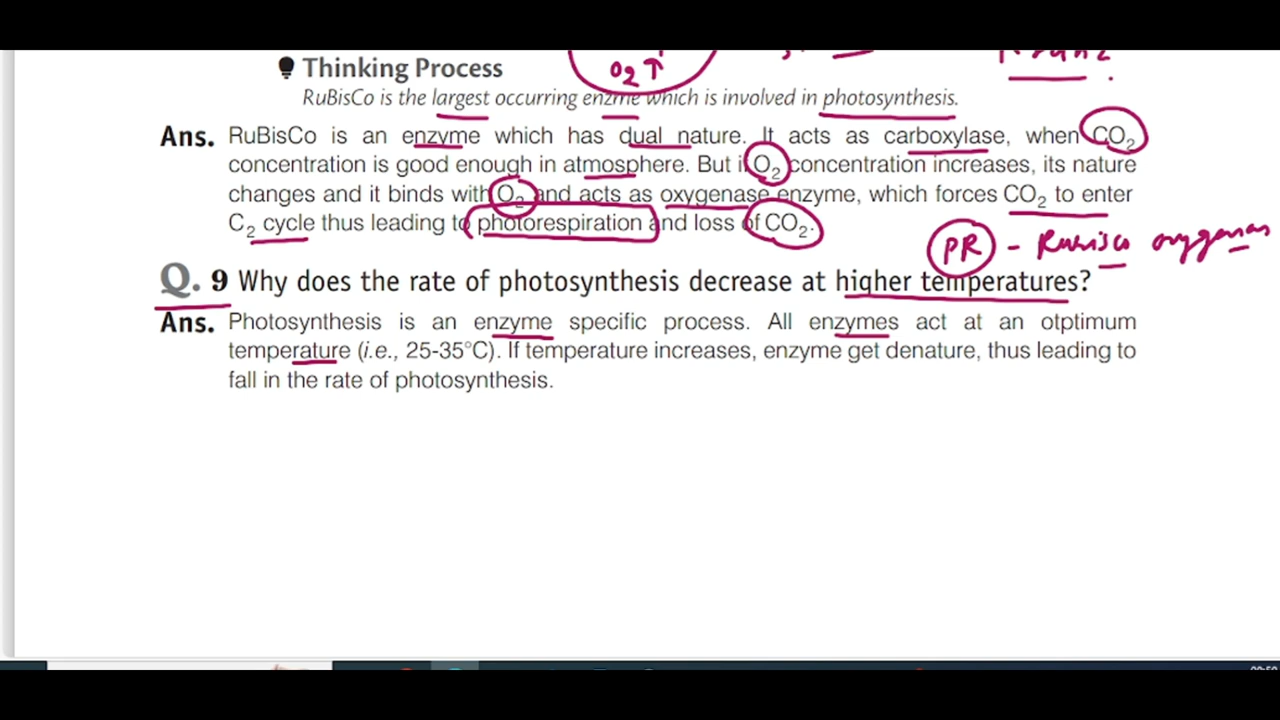 O₂ ↑
Thinking Process
RuBisCo is the largest occurring enzme which is involved in photosynthesis.
Ans. RuBisCo is an enzyme which has dual nature. It acts as carboxylase, when CO₂
concentration is good enough in atmosphere. But if O₂ concentration increases, its nature
changes and it binds with O₂ and acts as oxygenase enzyme, which forces CO₂ to enter
C₂ cycle thus leading to photorespiration and loss of CO₂.
PR - Rubisco oxygenas
Q. 9 Why does the rate of photosynthesis decrease at higher temperatures?
Ans. Photosynthesis is an enzyme specific process. All enzymes act at an otptimum
temperature (i.e., 25-35°C). If temperature increases, enzyme get denature, thus leading to
fall in the rate of photosynthesis.